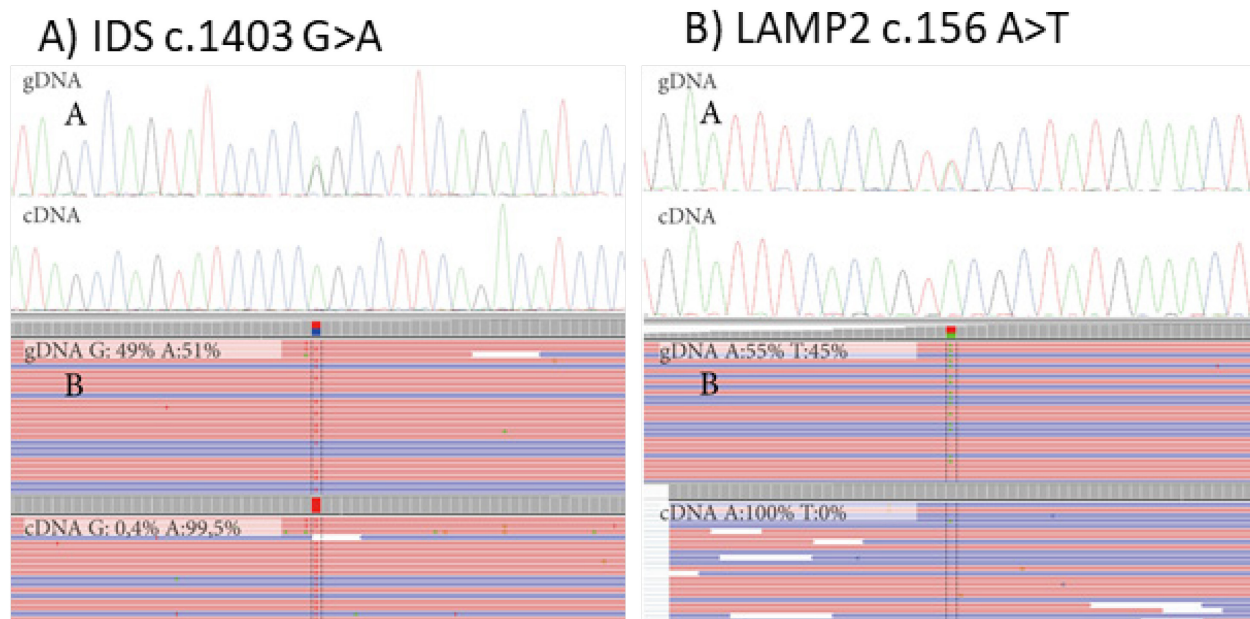 A) IDS c.1403 G>A
gDNA
A
cDNA
gDNA G: 49% A:51%
B
cDNA G: 0,4% A:99,5%
B) LAMP2 c.156 A>T
gDNA
A
cDNA
gDNA A:55% T:45%
B
cDNA A:100% T:0%